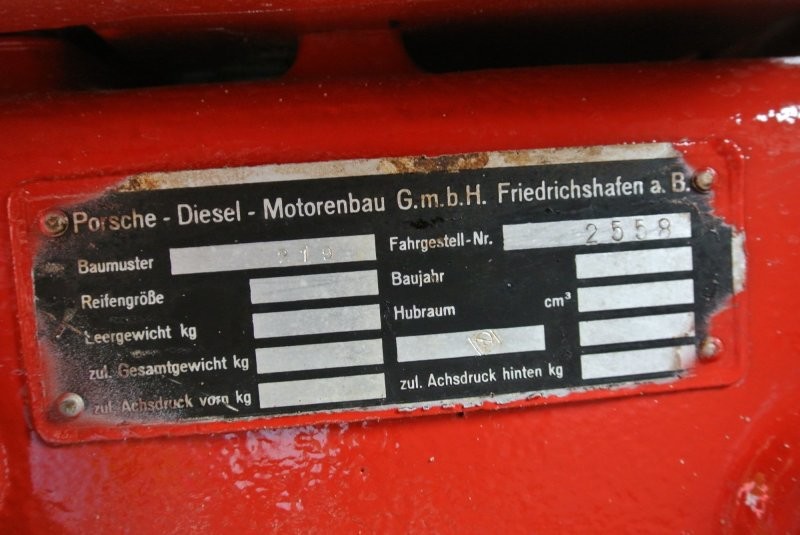 Porsche - Diesel - Motorenbau G.m.b.H. Friedrichshafen a. B.
Baumuster 219
Fahrgestell-Nr. 2558
Reifengröße
Baujahr
Leergewicht kg
Hubraum cm³
zul. Gesamtgewicht kg
zul. Achsdruck vorn kg
zul. Achsdruck hinten kg